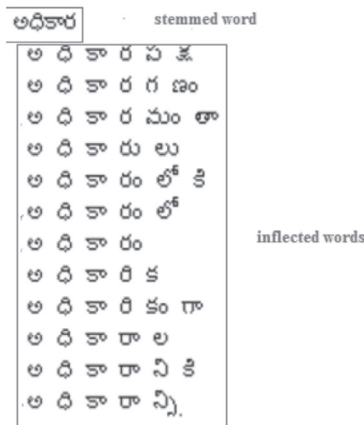 అధికార stemmed word
అ ధి కా ర ప క్ష
అ ధి కా ర గ ణం
అ ధి కా ర మం తా
అ ధి కా రు లు
అ ధి కా రం లో కి
అ ధి కా రం లో
అ ధి కా రం inflected words
అ ధి కా రి క
అ ధి కా రి కం గా
అ ధి కా రా ల
అ ధి కా రా ని కి
అ ధి కా రా న్ని